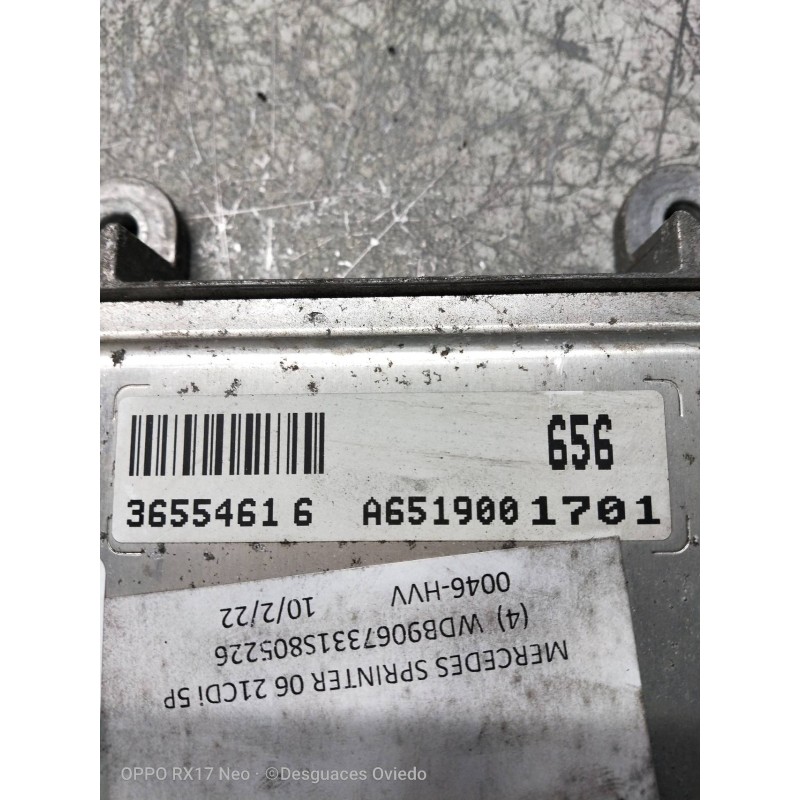 656
3655461 6 A651900 1701
MERCEDES SPRINTER 06 21CDi 5P
(4) WDB9067331S805226
0046-HVV 10/2/22
OPPO RX17 Neo · ©Desguaces Oviedo